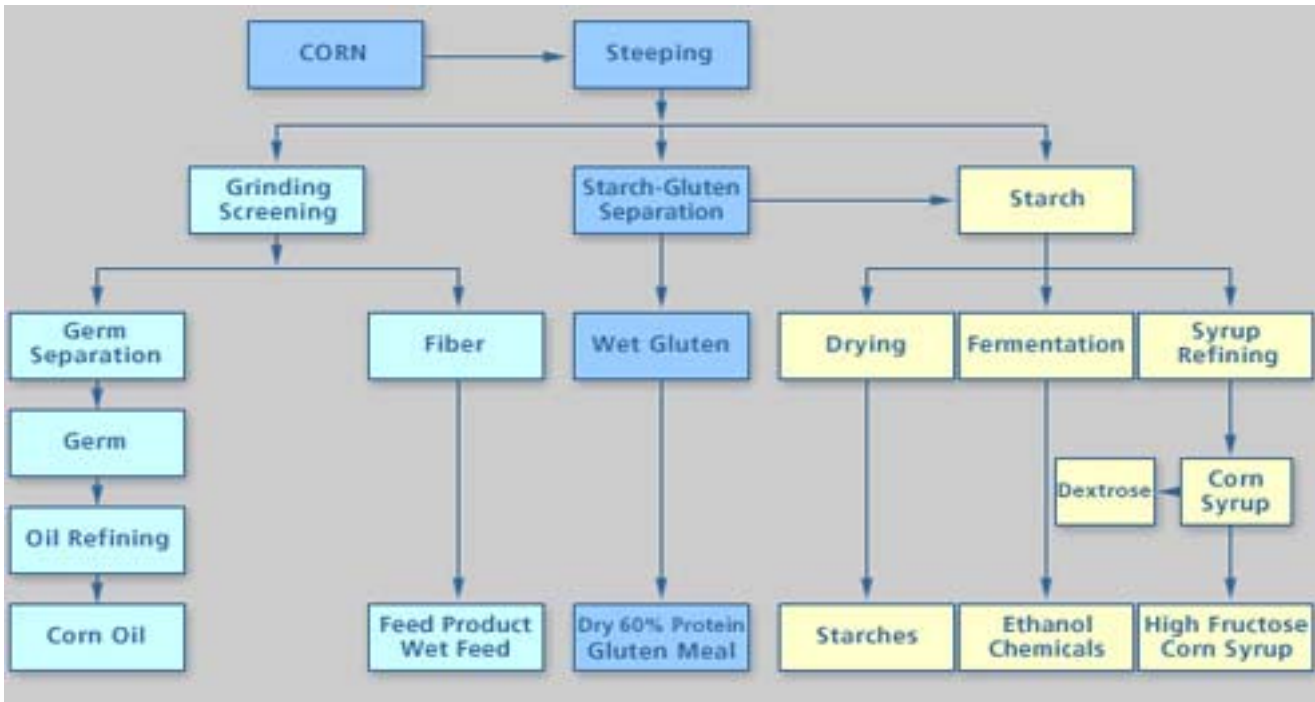 CORN
Steeping
Grinding
Screening
Starch-Gluten
Separation
Starch
Germ
Separation
Fiber
Wet Gluten
Drying
Fermentation
Syrup
Refining
Germ
Dextrose
Corn
Syrup
Oil Refining
Corn Oil
Feed Product
Wet Feed
Dry 60% Protein
Gluten Meal
Starches
Ethanol
Chemicals
High Fructose
Corn Syrup